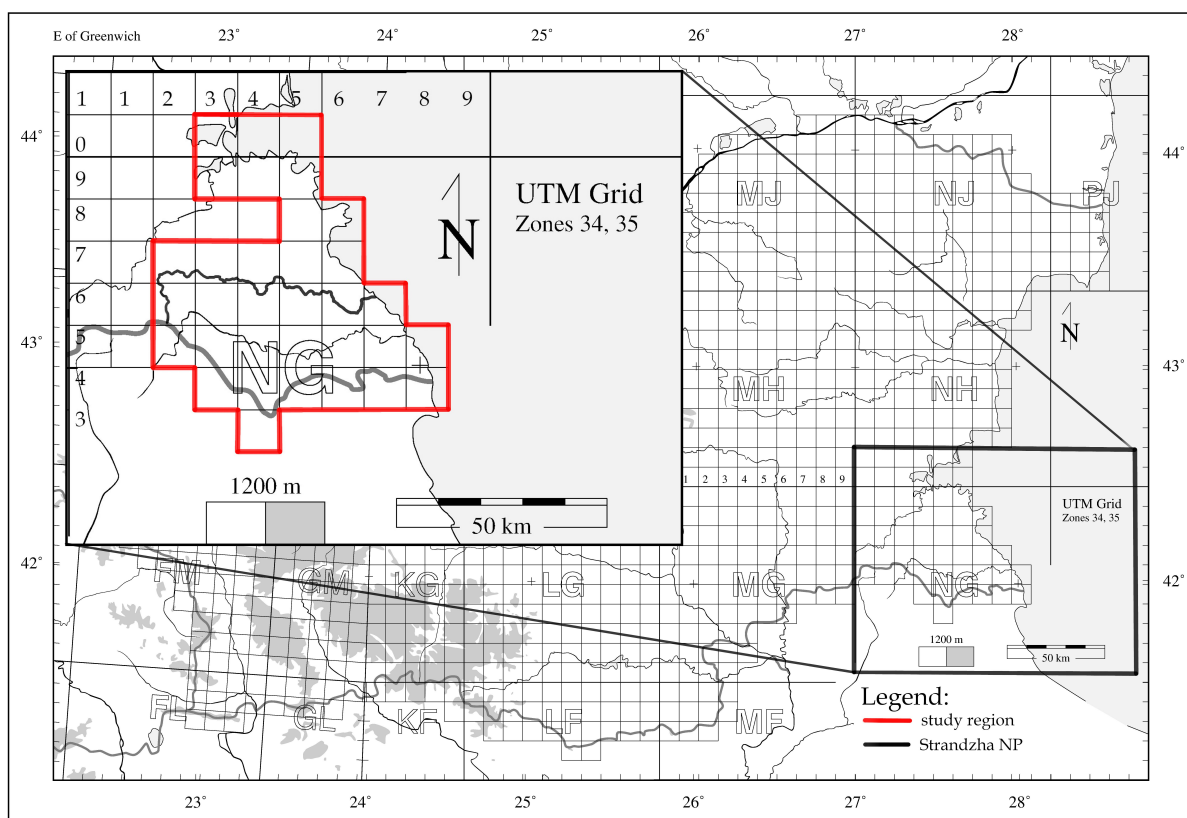 E of Greenwich 23° 24° 25° 26° 27° 28°
44°
43°
42°
44°
43°
42°
1 1 2 3 4 5 6 7 8 9
0
9
8
7
6
5
4
3
UTM Grid
Zones 34, 35
N
NG
1200 m
50 km
MJ NJ PJ
N
MH NH
1 2 3 4 5 6 7 8 9
UTM Grid
Zones 34, 35
FM GM KG LG MG NG
1200 m
50 km
FL GL KF LF MF
Legend:
study region
Strandzha NP
23° 24° 25° 26° 27° 28°